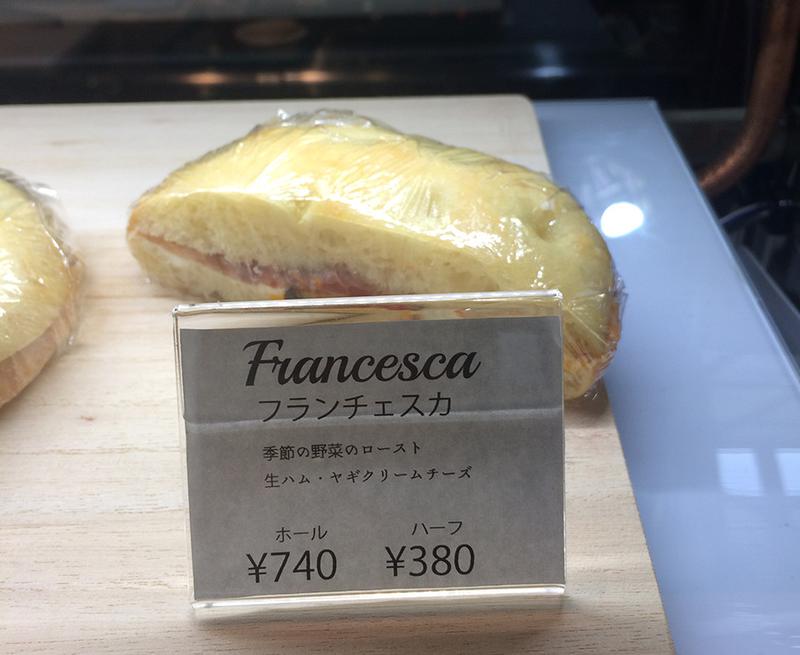 Francesca
フランチェスカ
季節の野菜のロースト
生ハム・ヤギクリームチーズ
ホール ハーフ
¥740 ¥380